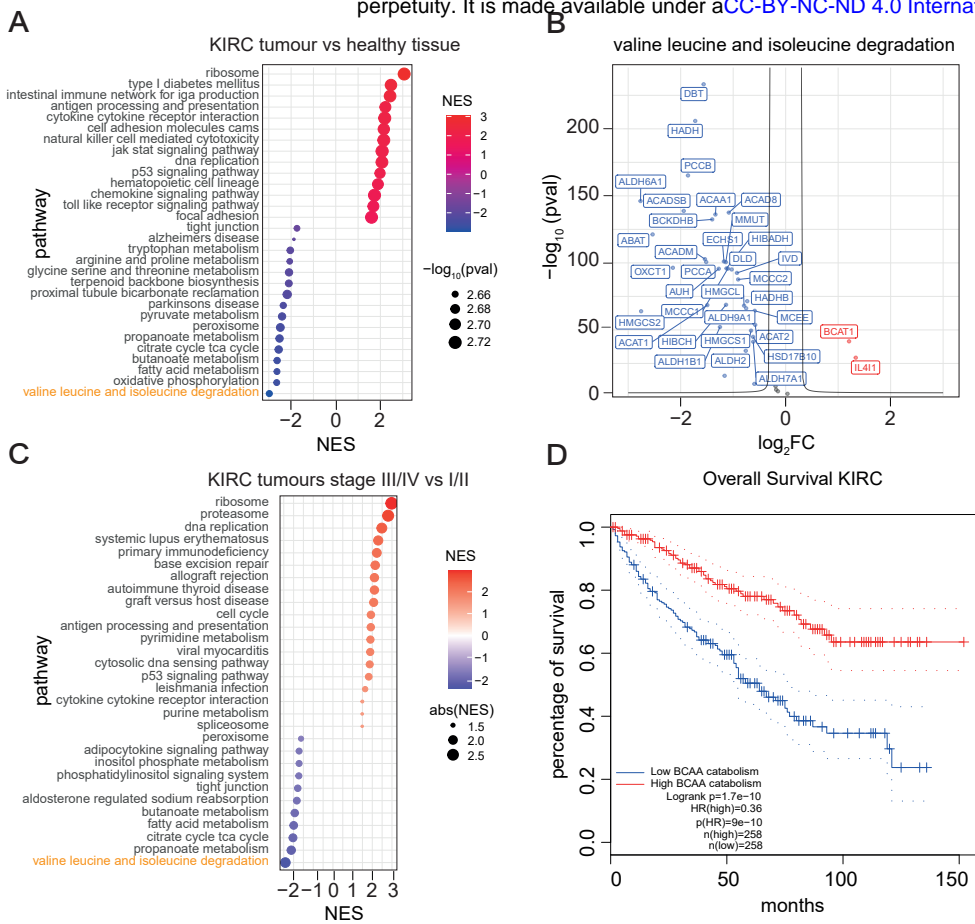 perpetuity. It is made available under aCC-BY-NC-ND 4.0 Internat
A
KIRC tumour vs healthy tissue
pathway
ribosome
type I diabetes mellitus
intestinal immune network for iga production
antigen processing and presentation
cytokine cytokine receptor interaction
cell adhesion molecules cams
natural killer cell mediated cytotoxicity
jak stat signaling pathway
dna replication
p53 signaling pathway
hematopoietic cell lineage
chemokine signaling pathway
toll like receptor signaling pathway
focal adhesion
tight junction
alzheimers disease
tryptophan metabolism
arginine and proline metabolism
glycine serine and threonine metabolism
terpenoid backbone biosynthesis
proximal tubule bicarbonate reclamation
parkinsons disease
pyruvate metabolism
peroxisome
propanoate metabolism
citrate cycle tca cycle
butanoate metabolism
fatty acid metabolism
oxidative phosphorylation
valine leucine and isoleucine degradation
−2 0 2
NES
NES
3
2
1
0
−1
−2
−log10(pval)
2.66
2.68
2.70
2.72
B
valine leucine and isoleucine degradation
−log10 (pval)
200
150
100
50
0
DBT
HADH
PCCB
ALDH6A1
ACADSB
ACAA1
ACAD8
BCKDHB
MMUT
ABAT
ECHS1
HIBADH
ACADM
DLD
IVD
OXCT1
PCCA
MCCC2
AUH
HMGCL
HADHB
MCCC1
ALDH9A1
MCEE
HMGCS2
BCAT1
ACAT1
HIBCH
HMGCS1
ACAT2
HSD17B10
ALDH1B1
ALDH2
IL4I1
ALDH7A1
−2 0 2
log2FC
C
KIRC tumours stage III/IV vs I/II
pathway
ribosome
proteasome
dna replication
systemic lupus erythematosus
primary immunodeficiency
base excision repair
allograft rejection
autoimmune thyroid disease
graft versus host disease
cell cycle
antigen processing and presentation
pyrimidine metabolism
viral myocarditis
cytosolic dna sensing pathway
p53 signaling pathway
leishmania infection
cytokine cytokine receptor interaction
purine metabolism
spliceosome
peroxisome
adipocytokine signaling pathway
inositol phosphate metabolism
phosphatidylinositol signaling system
tight junction
aldosterone regulated sodium reabsorption
butanoate metabolism
fatty acid metabolism
citrate cycle tca cycle
propanoate metabolism
valine leucine and isoleucine degradation
−2 −1 0 1 2 3
NES
NES
3
2
1
0
−1
−2
abs(NES)
1.5
2.0
2.5
D
Overall Survival KIRC
percentage of survival
1.0
0.8
0.6
0.4
0.2
0.0
Low BCAA catabolism
High BCAA catabolism
Logrank p=1.7e−10
HR(high)=0.36
p(HR)=9e−10
n(high)=258
n(low)=258
0 50 100 150
months